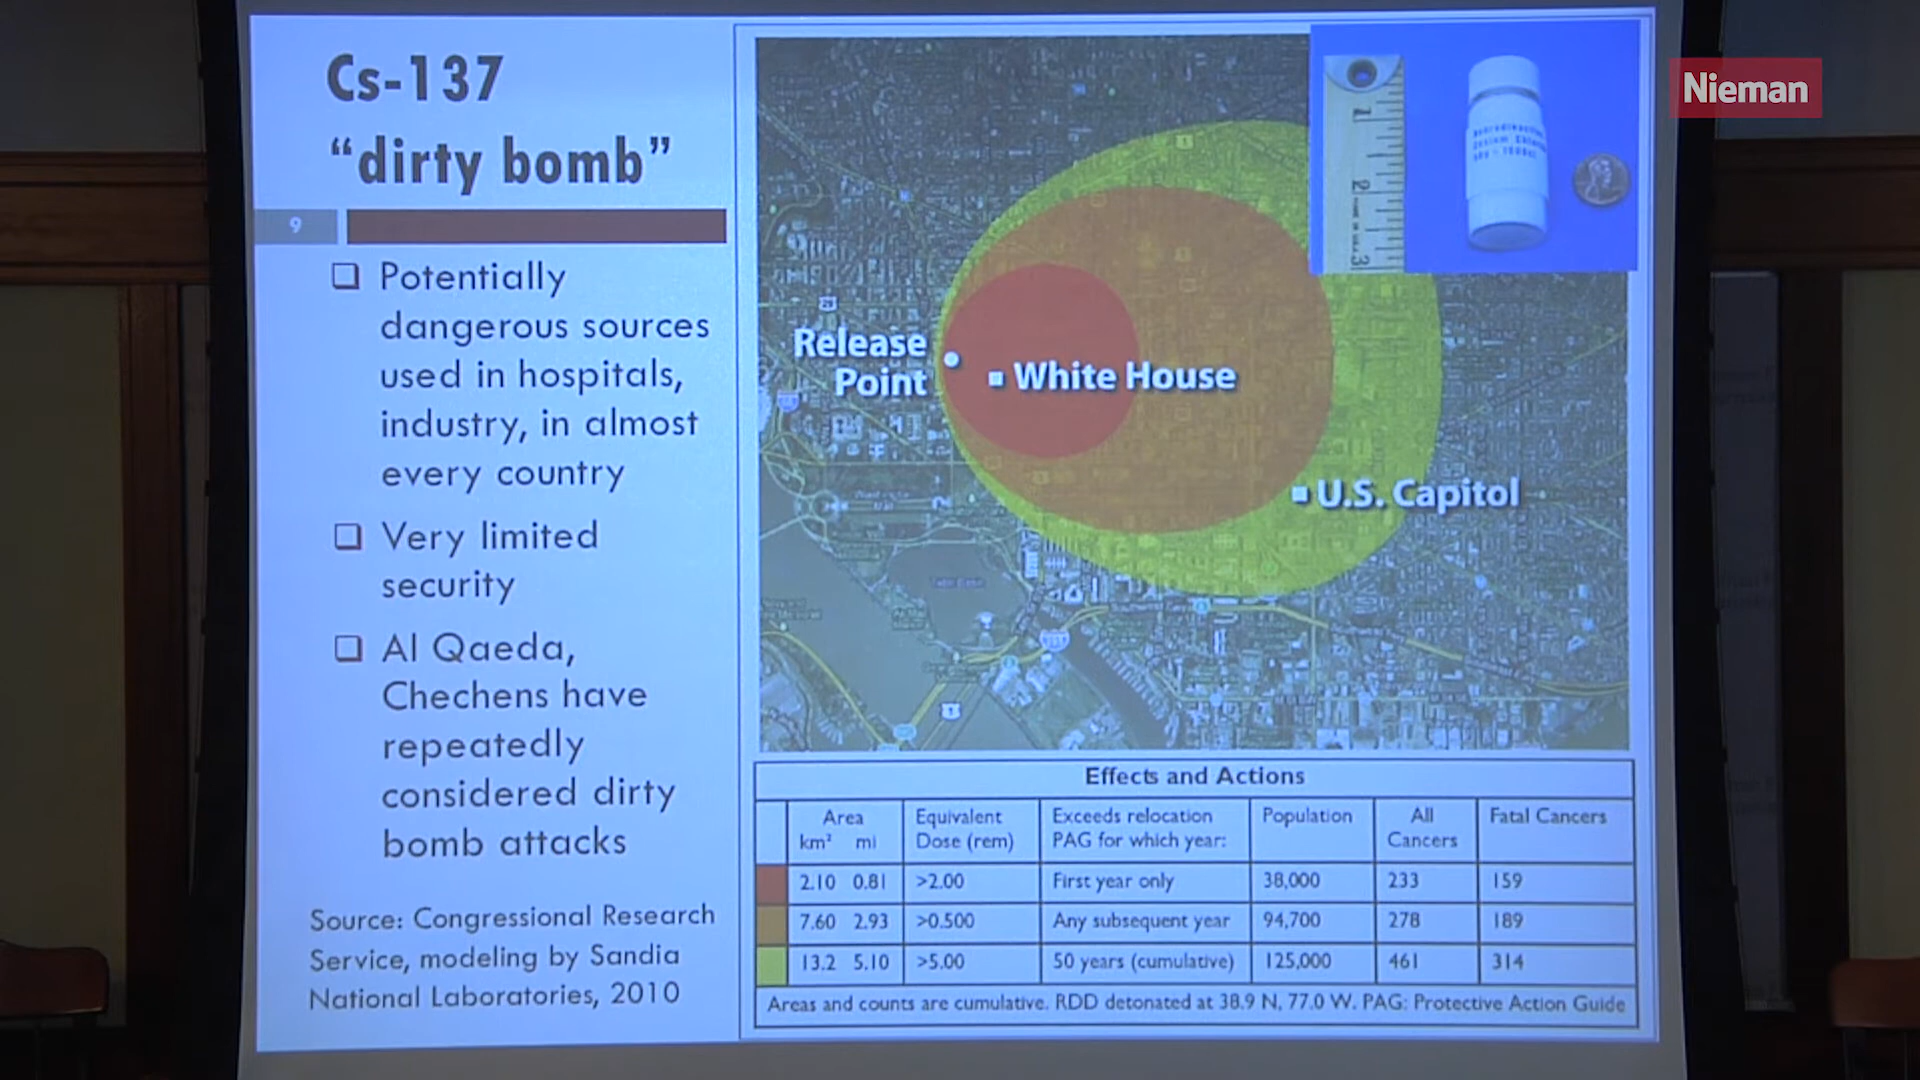 Cs-137
“dirty bomb”
9
❑ Potentially
dangerous sources
used in hospitals,
industry, in almost
every country
❑ Very limited
security
❑ Al Qaeda,
Chechens have
repeatedly
considered dirty
bomb attacks
Source: Congressional Research
Service, modeling by Sandia
National Laboratories, 2010
Nieman
1
2
3
Release
Point
White House
U.S. Capitol
Effects and Actions
Area
km² mi
Equivalent
Dose (rem)
Exceeds relocation
PAG for which year:
Population
All
Cancers
Fatal Cancers
2.10 0.81 >2.00 First year only 38,000 233 159
7.60 2.93 >0.500 Any subsequent year 94,700 278 189
13.2 5.10 >5.00 50 years (cumulative) 125,000 461 314
Areas and counts are cumulative. RDD detonated at 38.9 N, 77.0 W. PAG: Protective Action Guide